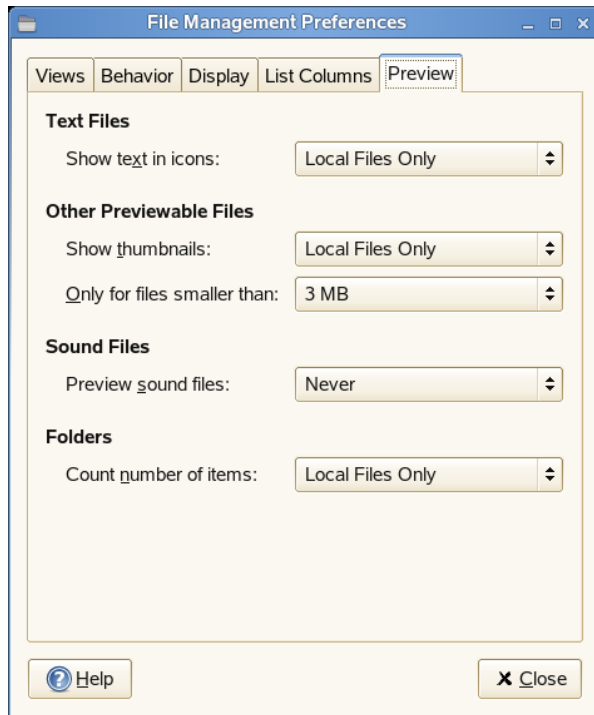 File Management Preferences
Views Behavior Display List Columns Preview
Text Files
Show text in icons: Local Files Only
Other Previewable Files
Show thumbnails: Local Files Only
Only for files smaller than: 3 MB
Sound Files
Preview sound files: Never
Folders
Count number of items: Local Files Only
Help Close